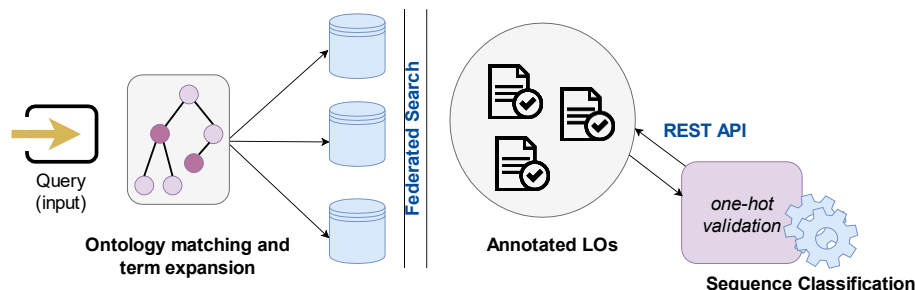 Query
(input)
Ontology matching and
term expansion
Federated Search
Annotated LOs
REST API
one-hot
validation
Sequence Classification